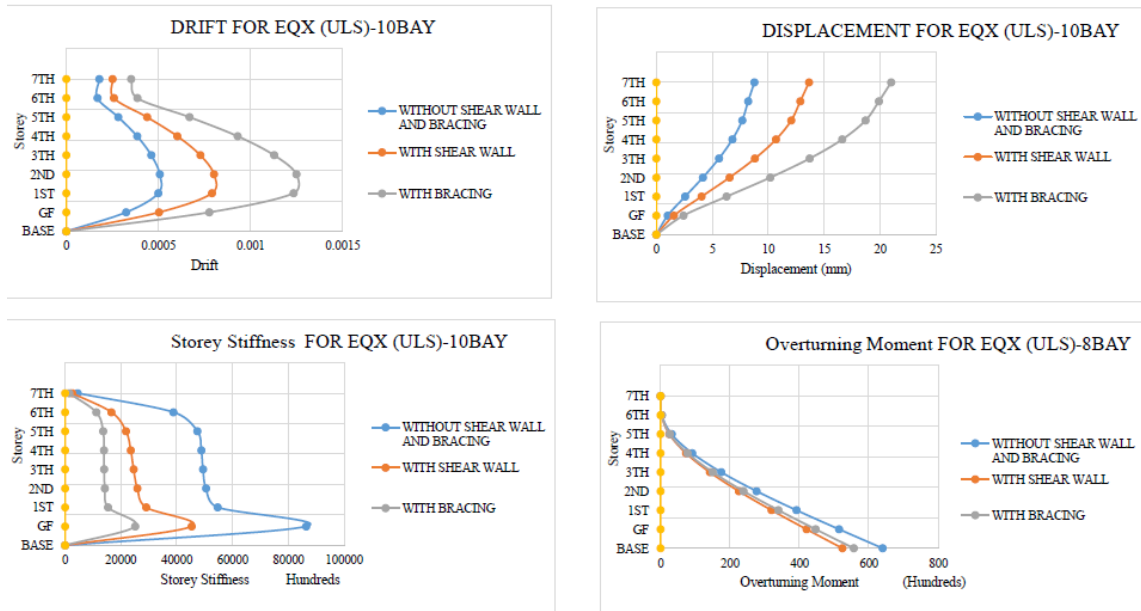 DRIFT FOR EQX (ULS)-10BAY
Storey
7TH
6TH
5TH
4TH
3TH
2ND
1ST
GF
BASE
0
0.0005
0.001
0.0015
Drift
WITHOUT SHEAR WALL
AND BRACING
WITH SHEAR WALL
WITH BRACING
DISPLACEMENT FOR EQX (ULS)-10BAY
Storey
7TH
6TH
5TH
4TH
3TH
2ND
1ST
GF
BASE
0
5
10
15
20
25
Displacement (mm)
WITHOUT SHEAR WALL
AND BRACING
WITH SHEAR WALL
WITH BRACING
Storey Stiffness FOR EQX (ULS)-10BAY
Storey
7TH
6TH
5TH
4TH
3TH
2ND
1ST
GF
BASE
0
20000
40000
60000
80000
100000
Storey Stiffness
Hundreds
WITHOUT SHEAR WALL
AND BRACING
WITH SHEAR WALL
WITH BRACING
Overturning Moment FOR EQX (ULS)-8BAY
Storey
7TH
6TH
5TH
4TH
3TH
2ND
1ST
GF
BASE
0
200
400
600
800
Overturning Moment
(Hundreds)
WITHOUT SHEAR WALL
AND BRACING
WITH SHEAR WALL
WITH BRACING